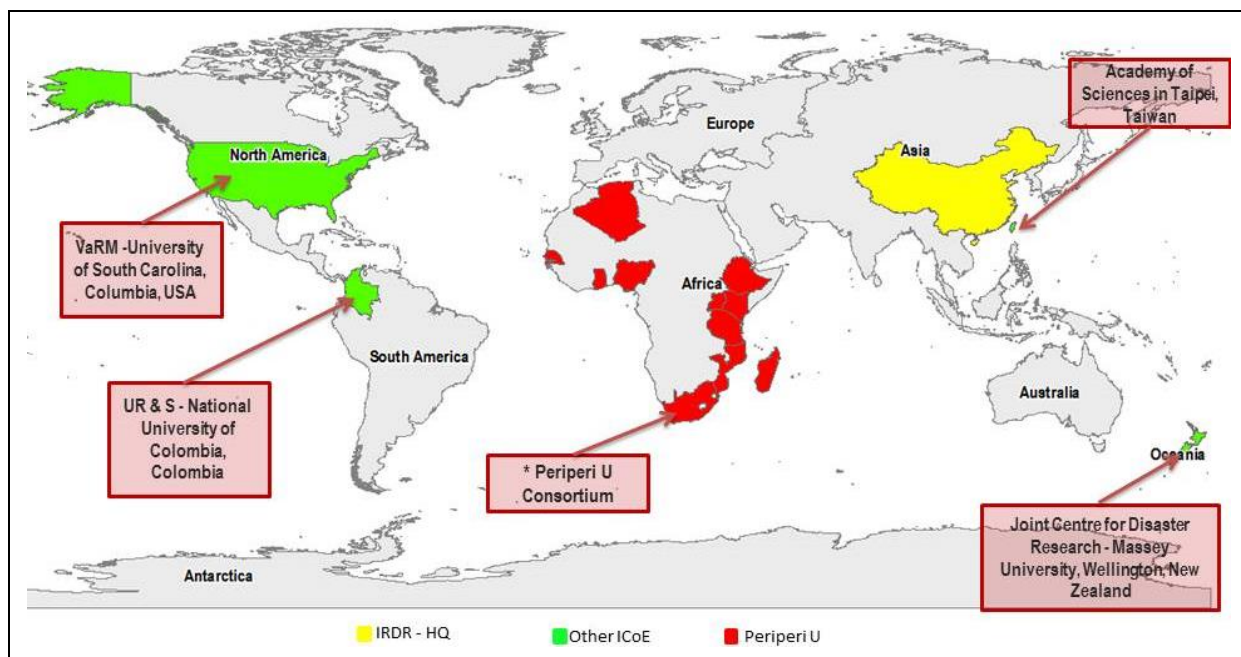 Academy of
Sciences in Taipei,
Taiwan
Europe
Asia
North America
VaRM -University
of South Carolina,
Columbia, USA
Africa
South America
Australia
UR & S - National
University of
Colombia,
Colombia
* Periperi U
Consortium
Oceania
Joint Centre for Disaster
Research - Massey
University, Wellington, New
Zealand
Antarctica
IRDR - HQ
Other ICoE
Periperi U